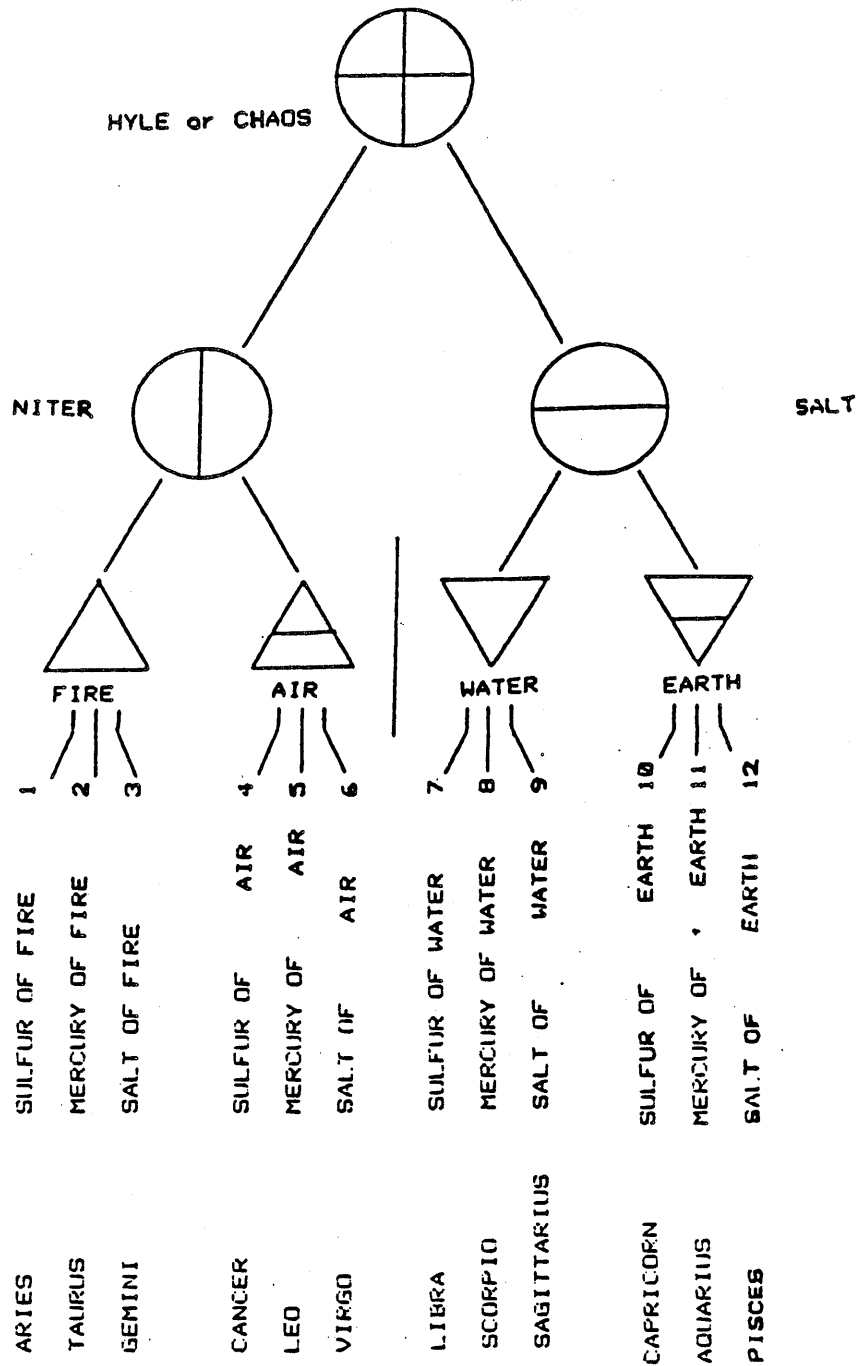 HYLE or CHAOS
NITER
SALT
FIRE
AIR
WATER
EARTH
ARIES SULFUR OF FIRE 1
TAURUS MERCURY OF FIRE 2
GEMINI SALT OF FIRE 3
CANCER SULFUR OF AIR 4
LEO MERCURY OF AIR 5
VIRGO SALT OF AIR 6
LIBRA SULFUR OF WATER 7
SCORPIO MERCURY OF WATER 8
SAGITTARIUS SALT OF WATER 9
CAPRICORN SULFUR OF EARTH 10
AQUARIUS MERCURY OF EARTH 11
PISCES SALT OF EARTH 12